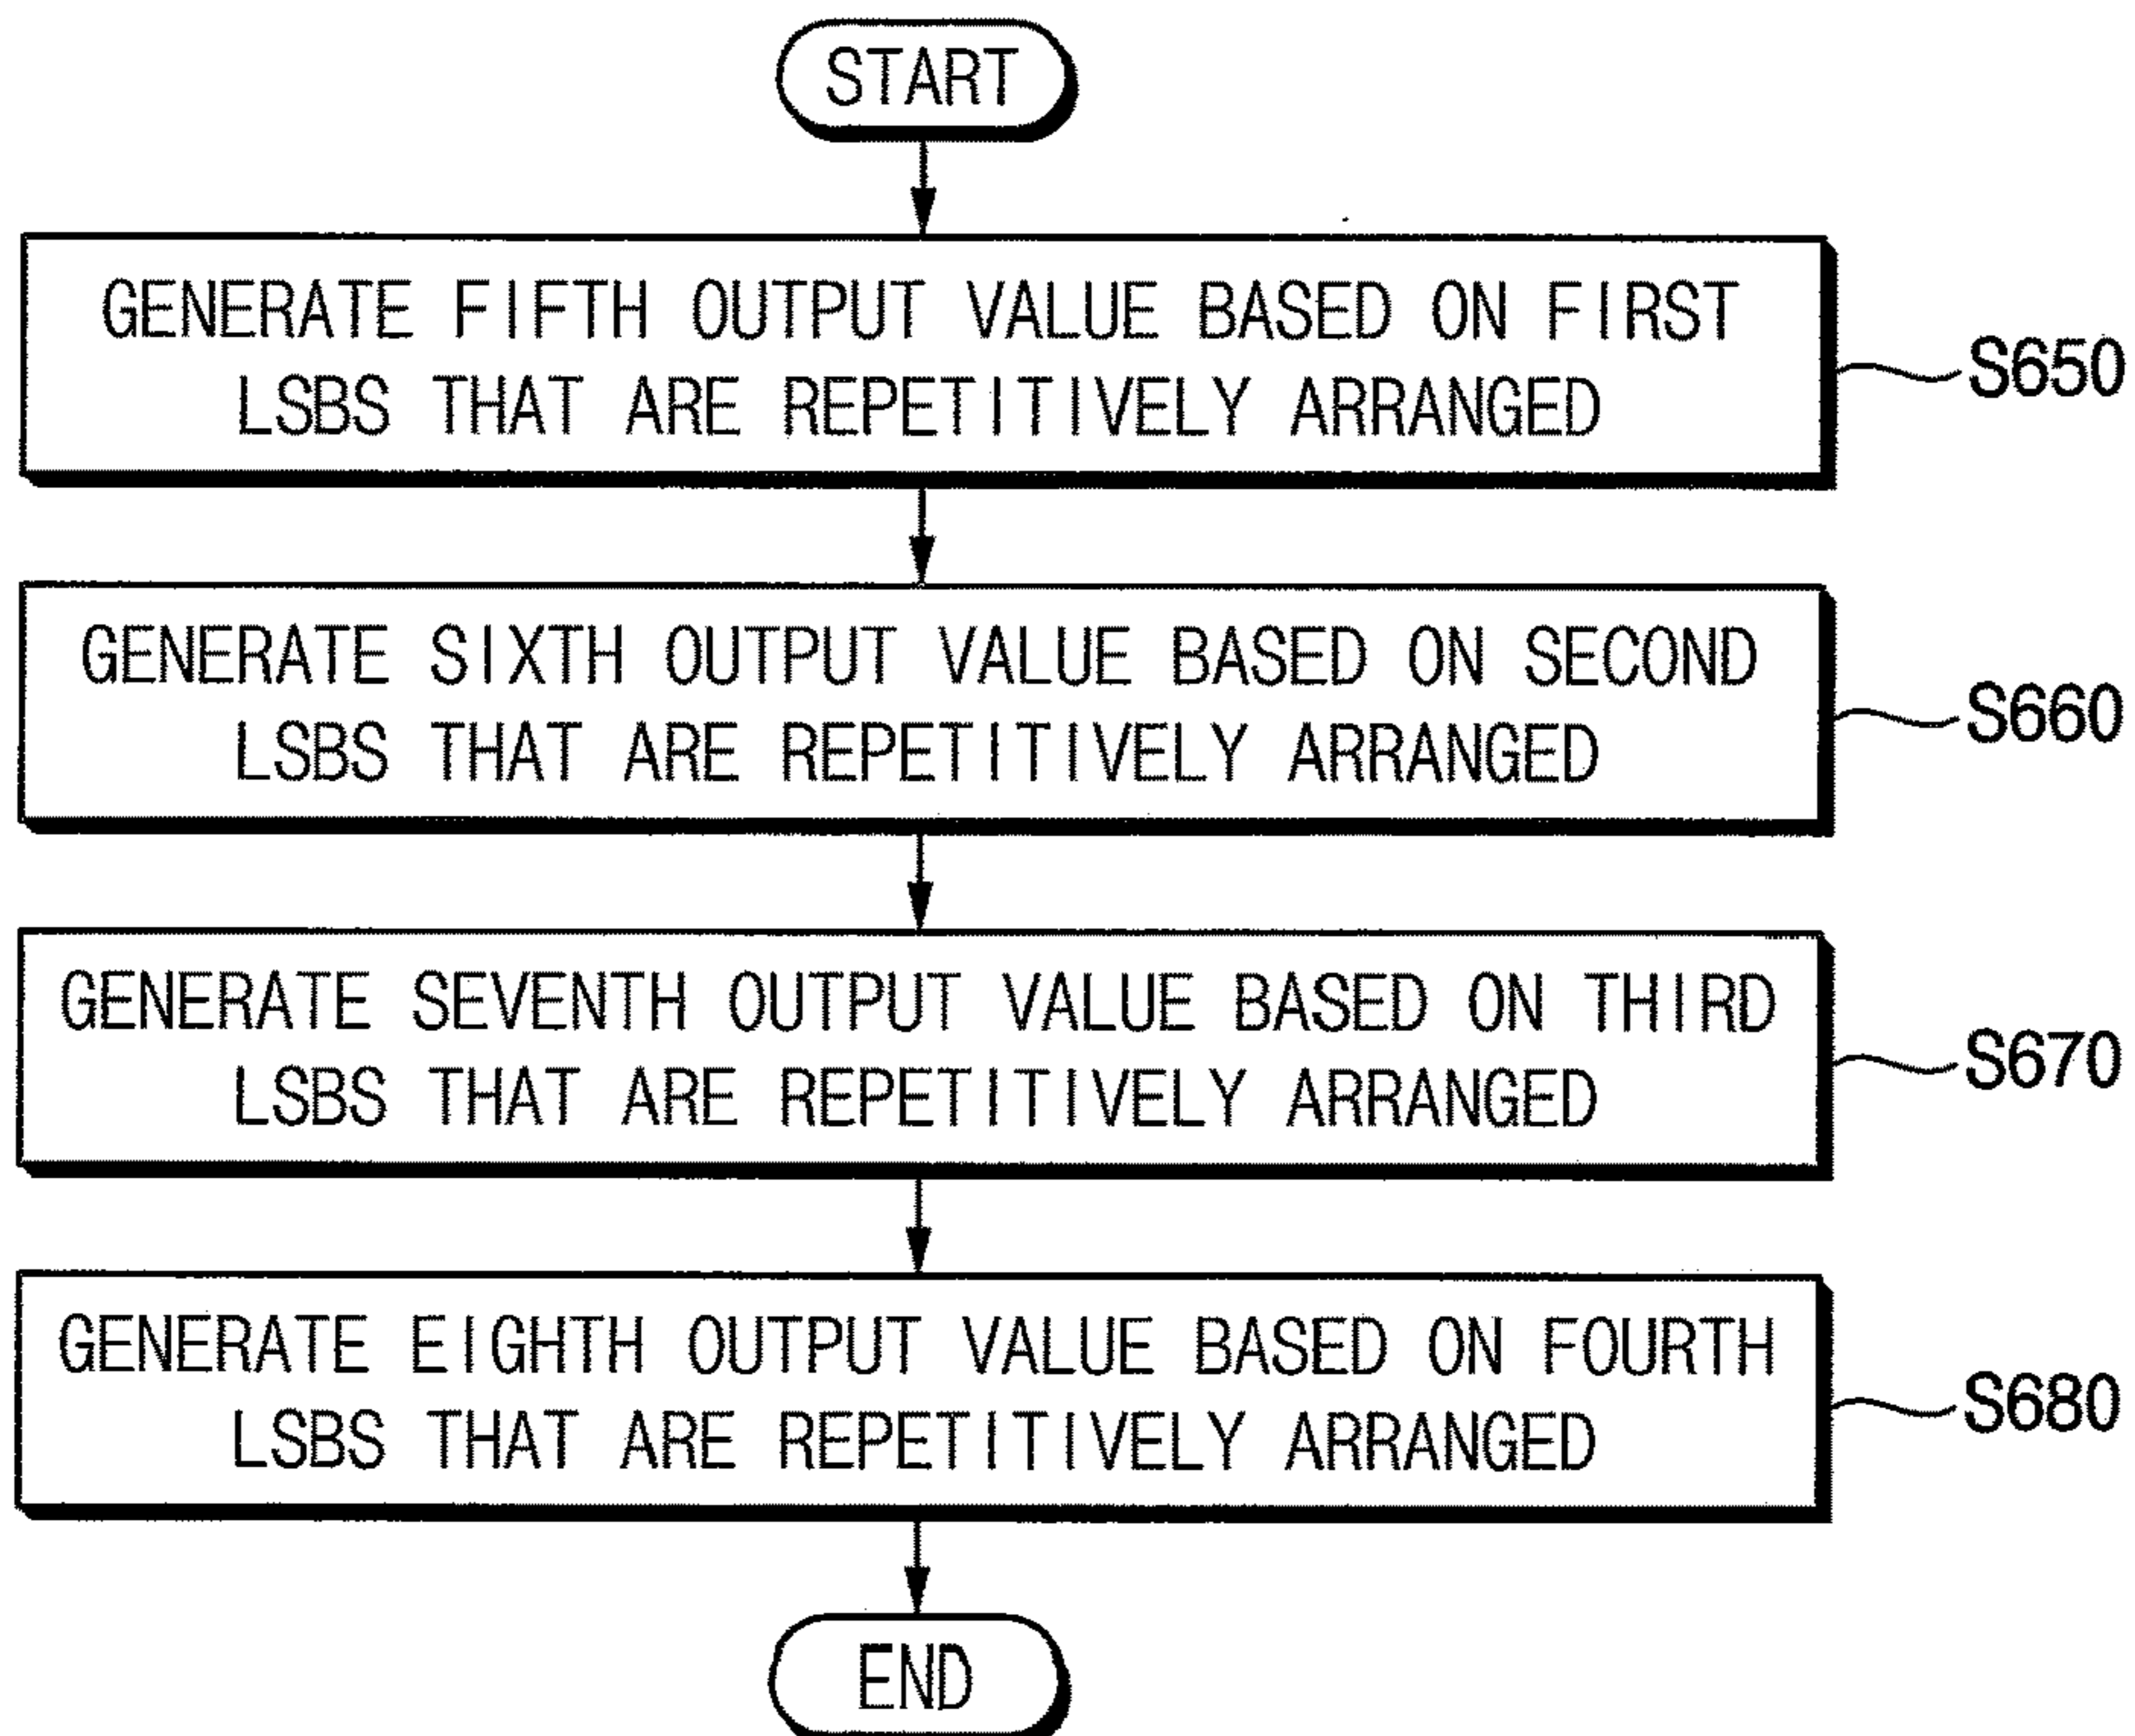 START
GENERATE FIFTH OUTPUT VALUE BASED ON FIRST
LSBS THAT ARE REPETITIVELY ARRANGED
S650
GENERATE SIXTH OUTPUT VALUE BASED ON SECOND
LSBS THAT ARE REPETITIVELY ARRANGED
S660
GENERATE SEVENTH OUTPUT VALUE BASED ON THIRD
LSBS THAT ARE REPETITIVELY ARRANGED
S670
GENERATE EIGHTH OUTPUT VALUE BASED ON FOURTH
LSBS THAT ARE REPETITIVELY ARRANGED
S680
END